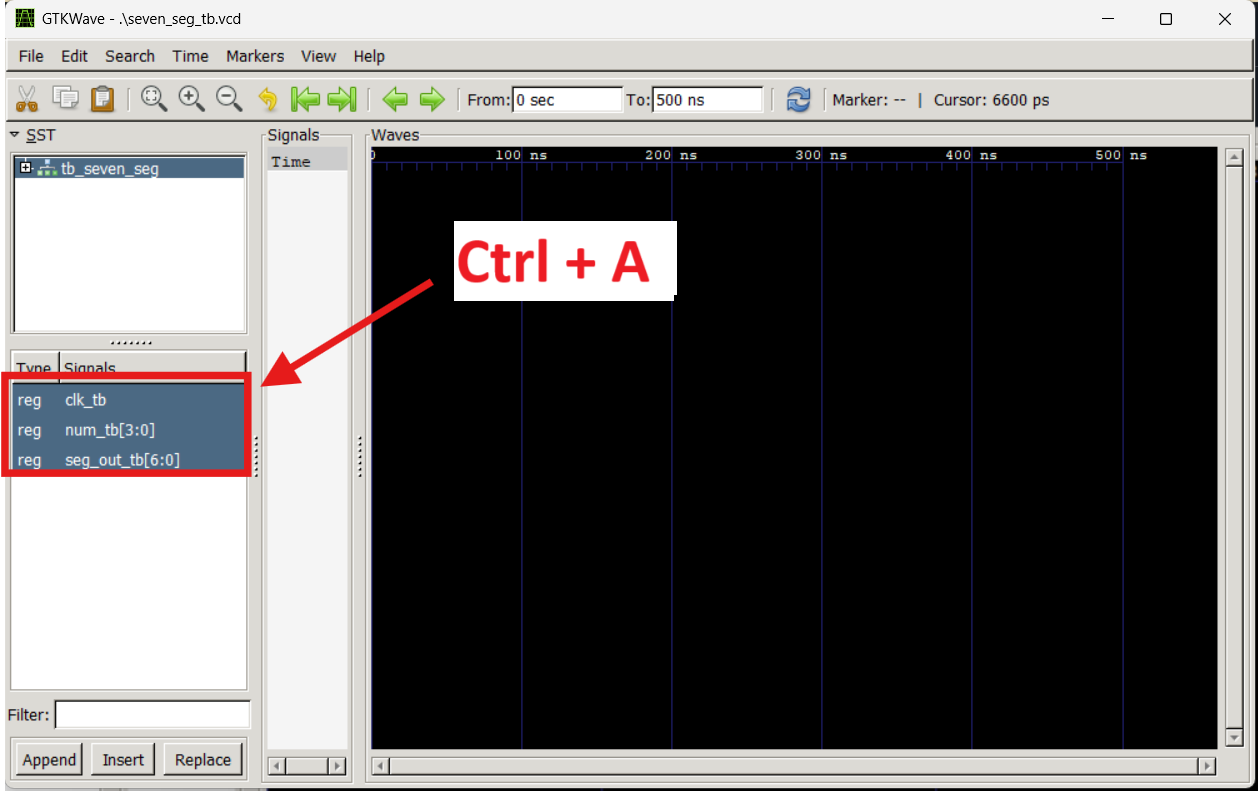 GTKWave - .\seven_seg_tb.vcd
File Edit Search Time Markers View Help
From: 0 sec To: 500 ns Marker: -- | Cursor: 6600 ps
SST
tb_seven_seg
Type Signals
reg clk_tb
reg num_tb[3:0]
reg seg_out_tb[6:0]
Filter:
Append Insert Replace
Signals
Time
Waves
0 100 ns 200 ns 300 ns 400 ns 500 ns
Ctrl + A